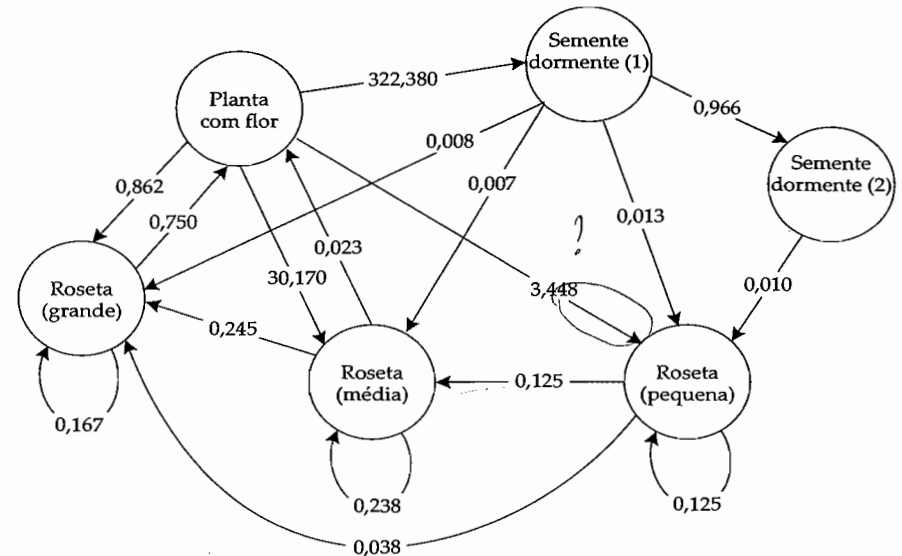 Semente
dormente (1)
322,380
Planta
com flor
0,966
0,008
Semente
dormente (2)
0,862
0,007
0,750
0,013
?
0,023
30,170
3,448
0,010
Roseta
(grande)
0,245
Roseta
(média)
0,125
Roseta
(pequena)
0,167
0,238
0,125
0,038